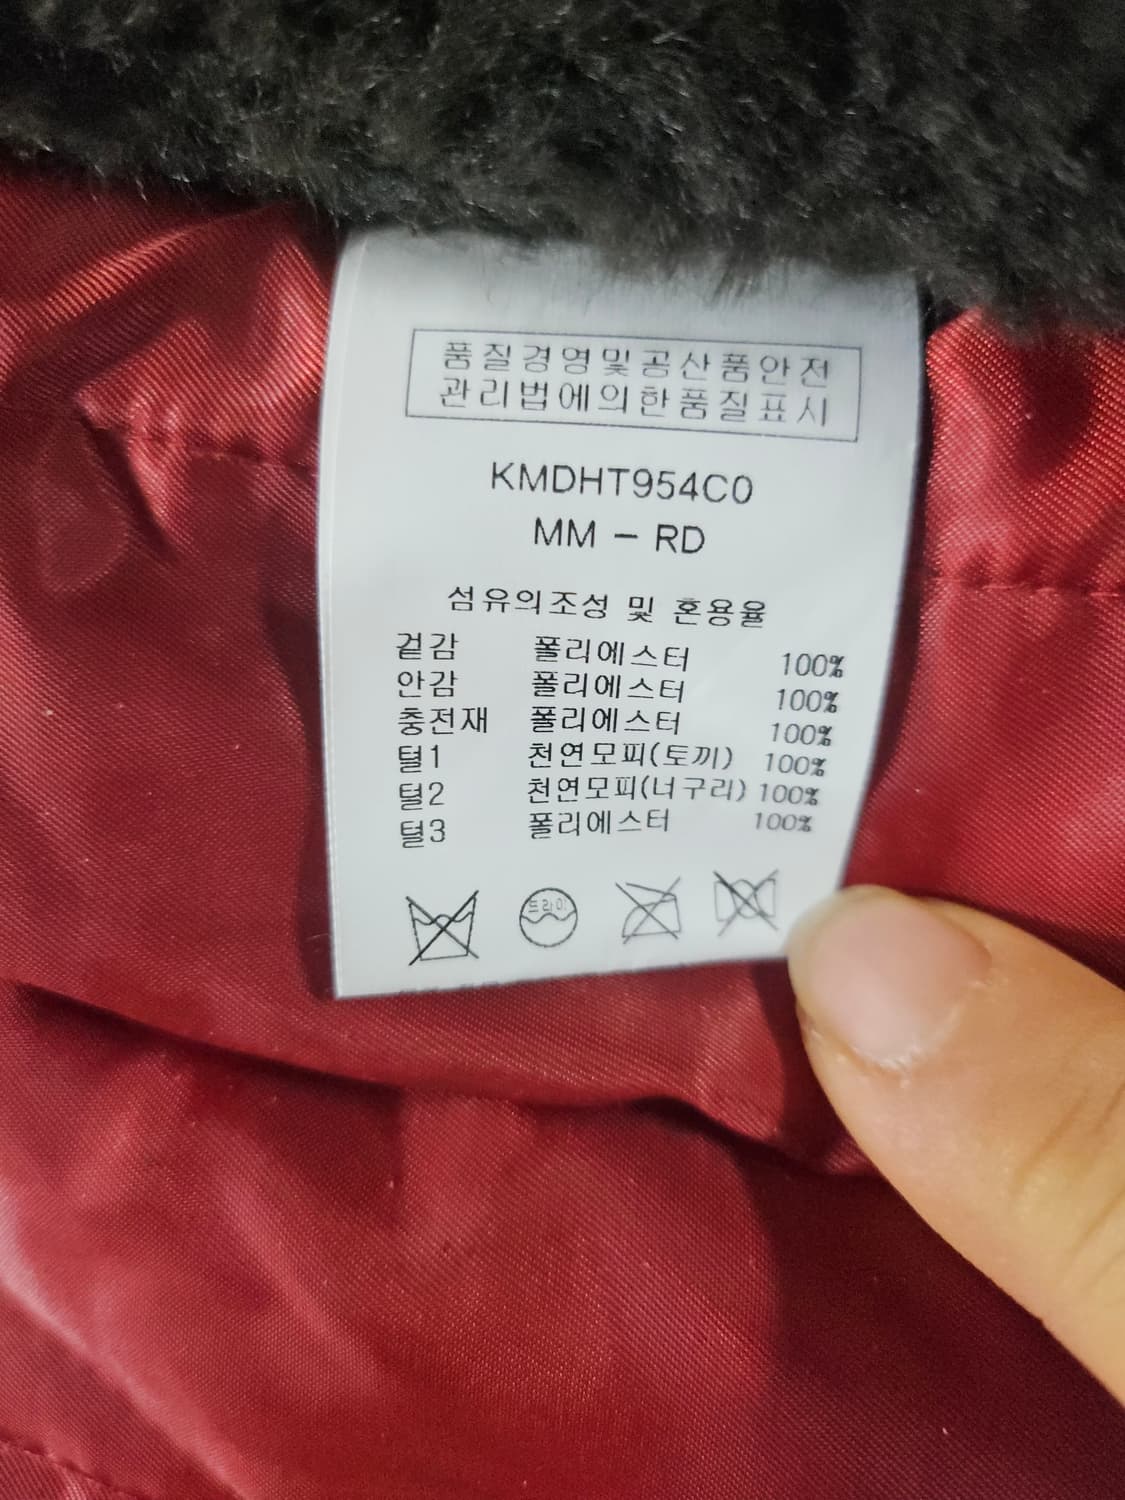 품질경영및공산품안전
관리법에의한품질표시
KMDHT954C0
MM - RD
섬유의조성 및 혼용율
겉감 폴리에스터 100%
안감 폴리에스터 100%
충전재 폴리에스터 100%
털1 천연모피(토끼) 100%
털2 천연모피(너구리) 100%
털3 폴리에스터 100%
드라이